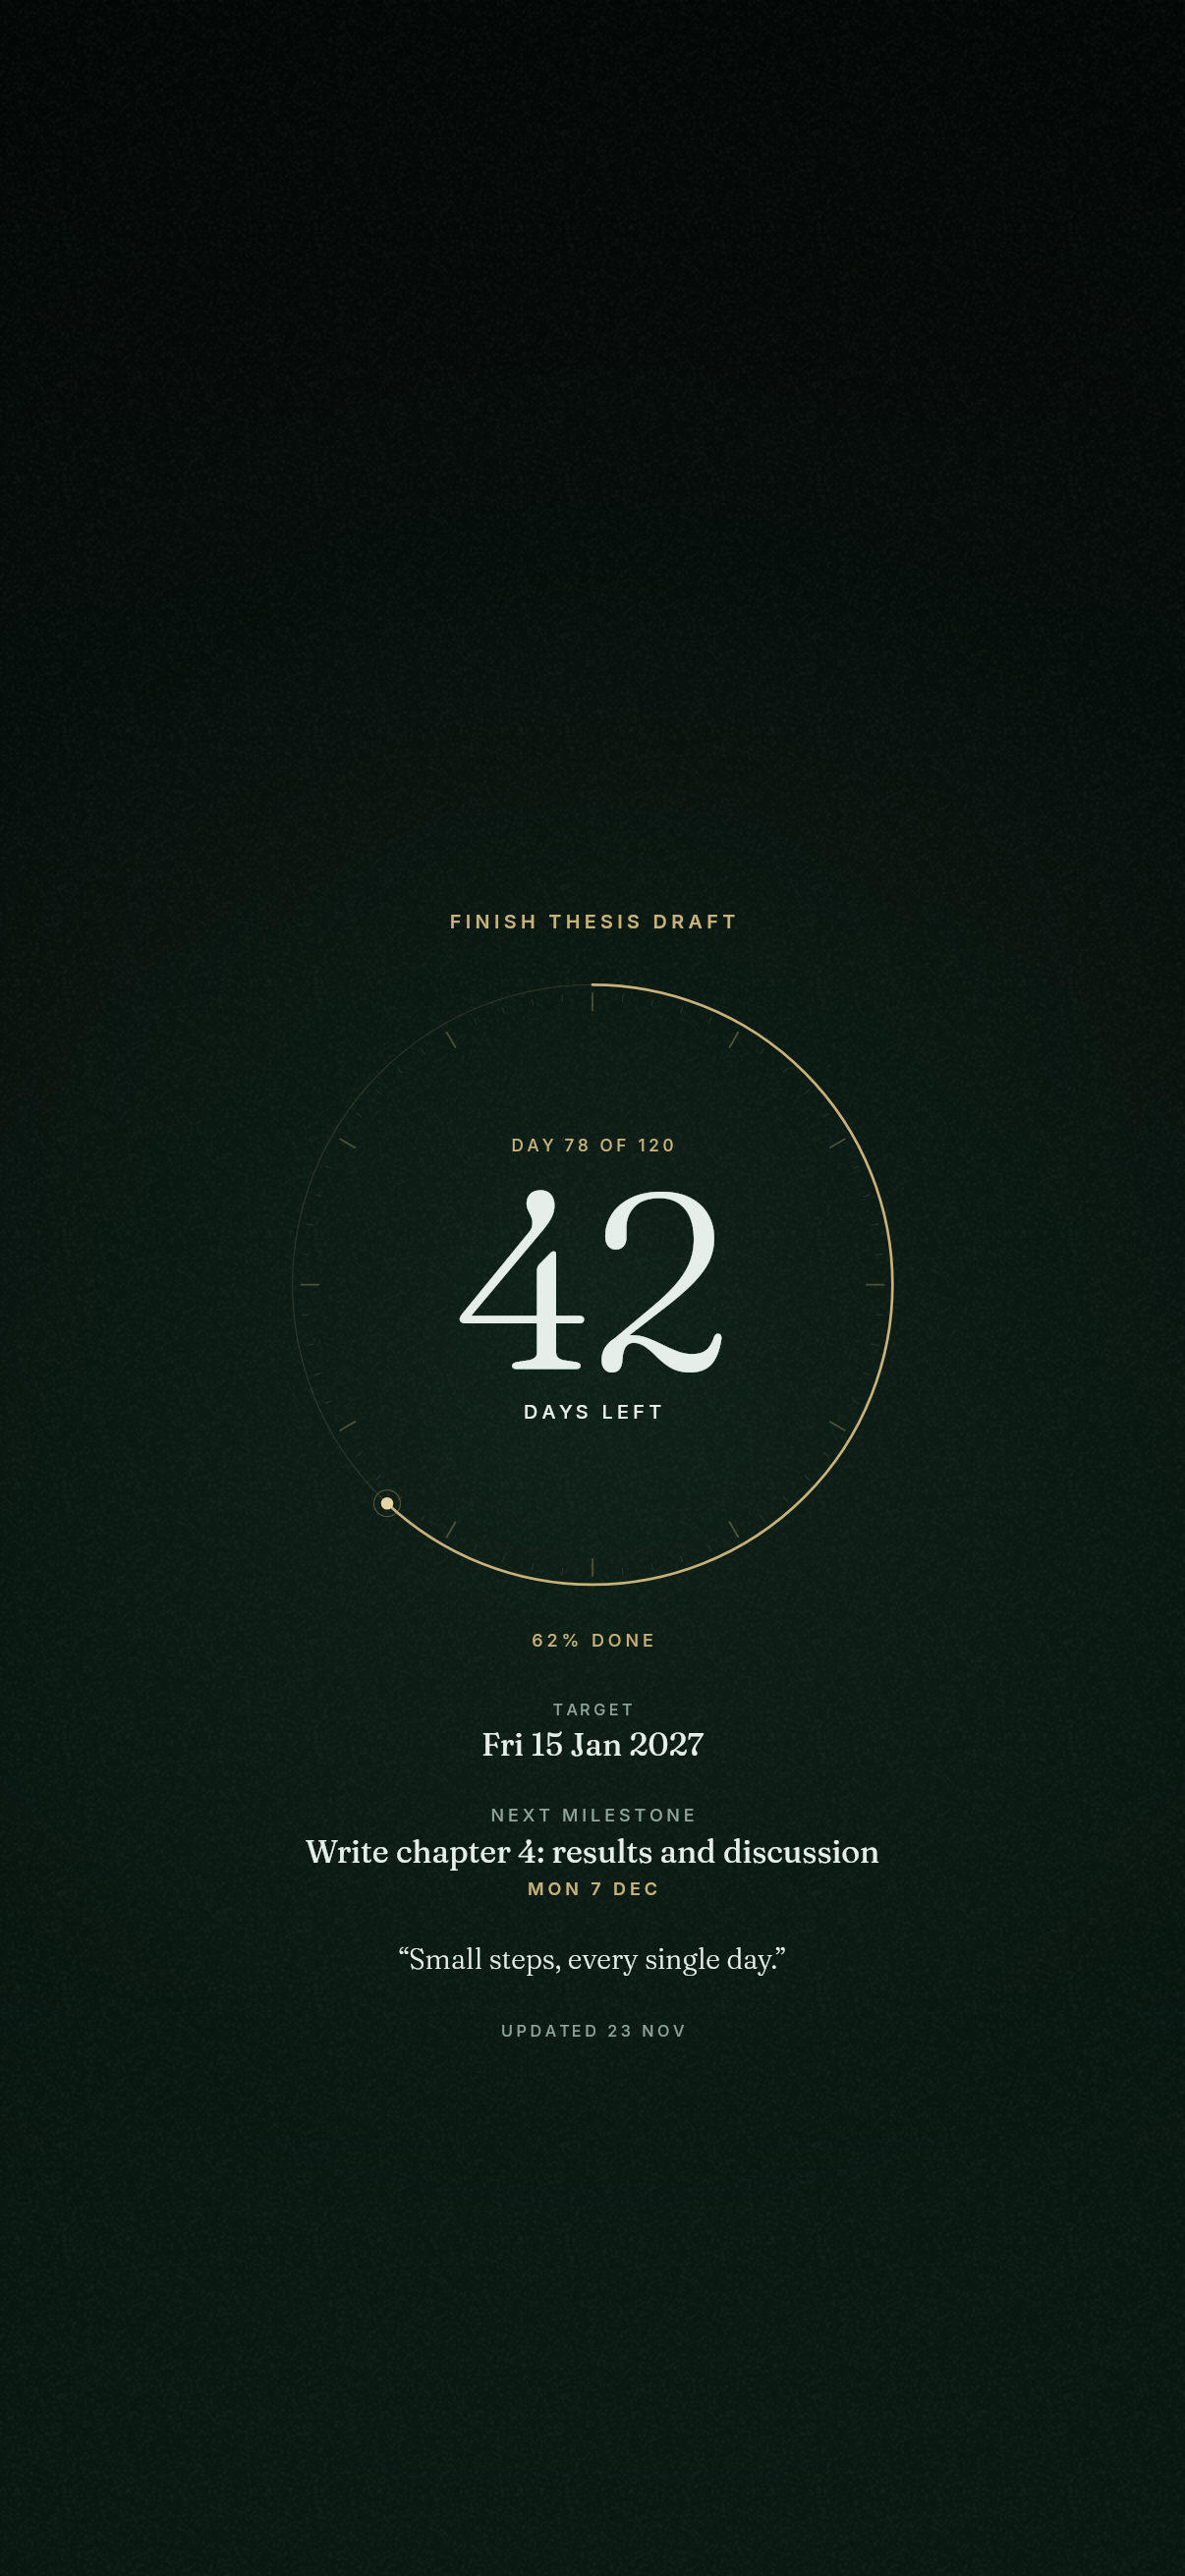 FINISH THESIS DRAFT
DAY 78 OF 120
42
DAYS LEFT
62% DONE
TARGET
Fri 15 Jan 2027
NEXT MILESTONE
Write chapter 4: results and discussion
MON 7 DEC
“Small steps, every single day.”
UPDATED 23 NOV